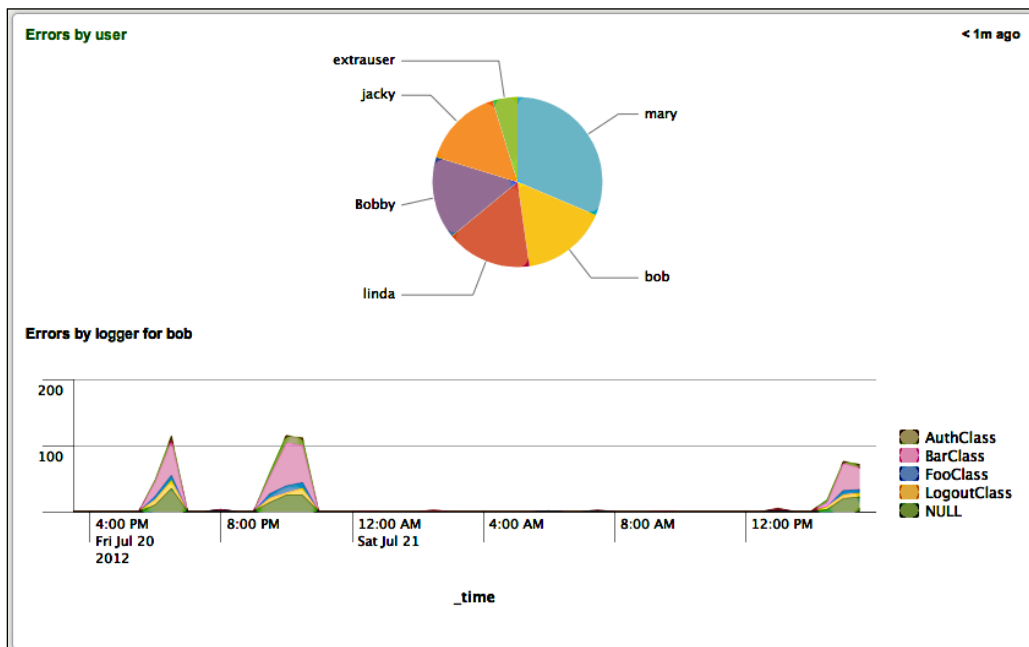 Errors by user
< 1m ago
extrauser
jacky
mary
Bobby
bob
linda
Errors by logger for bob
200
100
AuthClass
BarClass
FooClass
LogoutClass
NULL
4:00 PM
8:00 PM
12:00 AM
4:00 AM
8:00 AM
12:00 PM
Fri Jul 20
Sat Jul 21
2012
_time